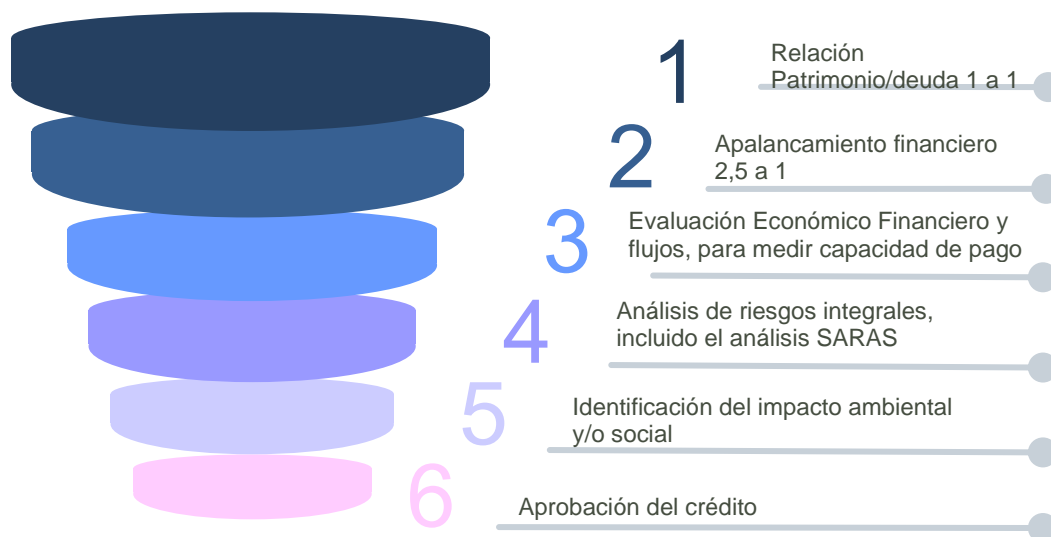 1
Relación
Patrimonio/deuda 1 a 1
2
Apalancamiento financiero
2,5 a 1
3
Evaluación Económico Financiero y
flujos, para medir capacidad de pago
4
Análisis de riesgos integrales,
incluido el análisis SARAS
5
Identificación del impacto ambiental
y/o social
6
Aprobación del crédito